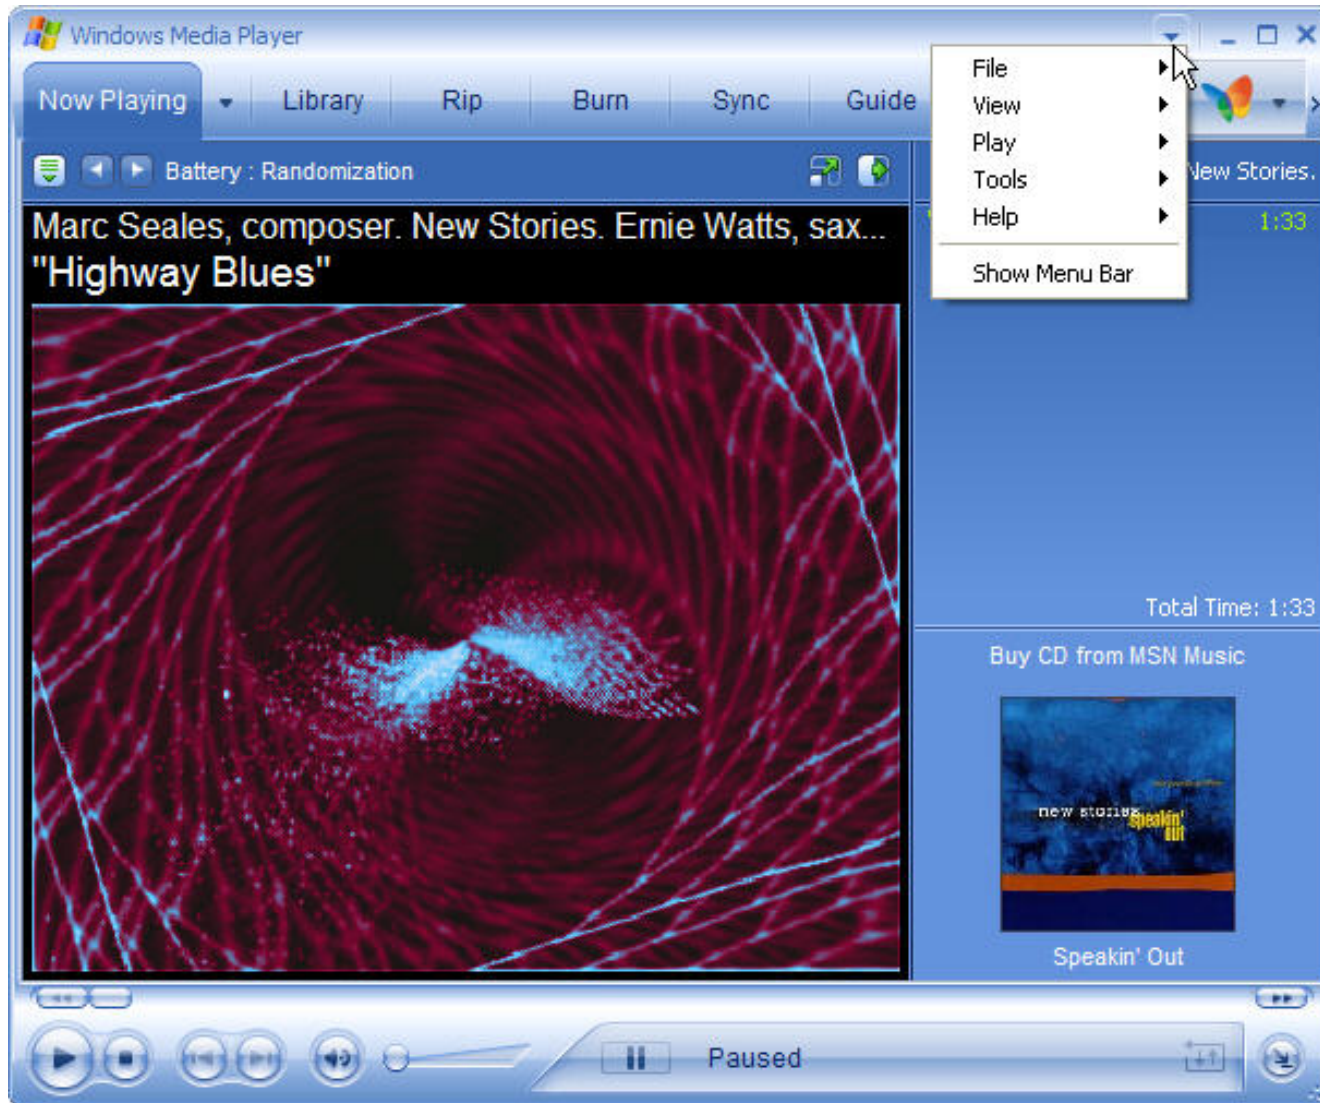 Windows Media Player
Now Playing
Library
Rip
Burn
Sync
Guide
File
View
Play
Tools
Help
Show Menu Bar
Battery : Randomization
New Stories.
Marc Seales, composer. New Stories. Ernie Watts, sax...
"Highway Blues"
1:33
Total Time: 1:33
Buy CD from MSN Music
new stories
speakin'
out
Speakin' Out
Paused